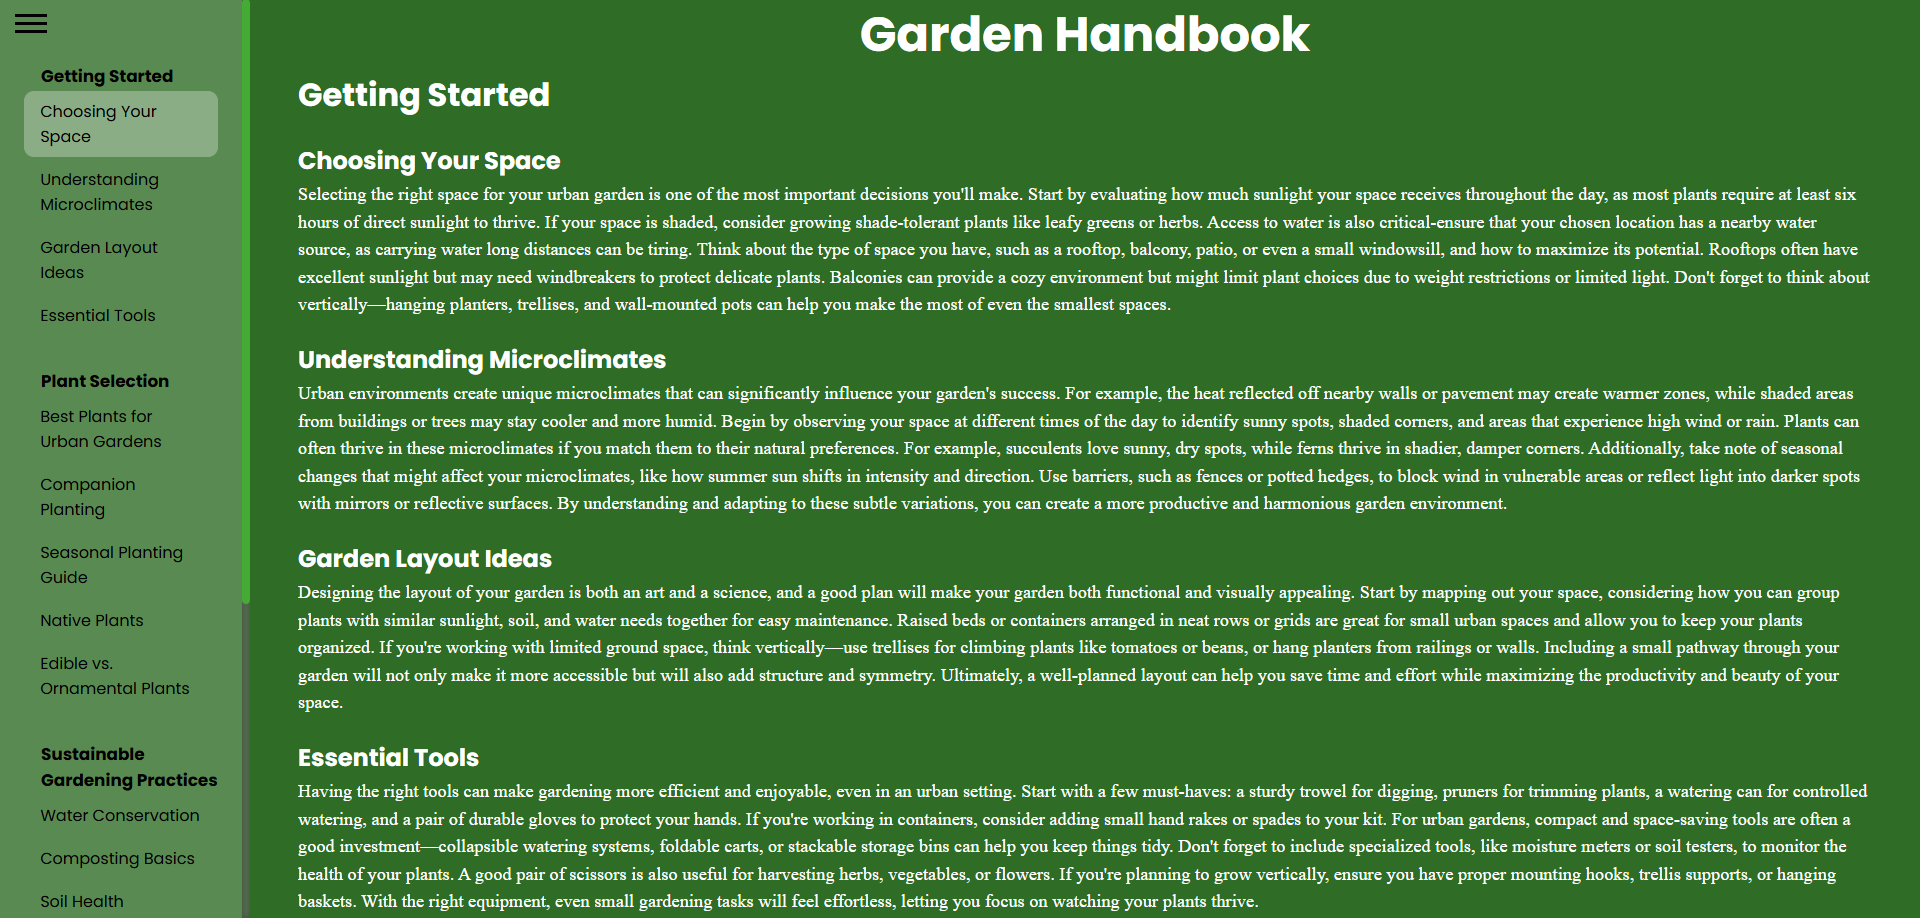 Getting Started
Choosing Your
Space
Understanding
Microclimates
Garden Layout
Ideas
Essential Tools
Plant Selection
Best Plants for
Urban Gardens
Companion
Planting
Seasonal Planting
Guide
Native Plants
Edible vs.
Ornamental Plants
Sustainable
Gardening Practices
Water Conservation
Composting Basics
Soil Health
Garden Handbook
Getting Started
Choosing Your Space
Selecting the right space for your urban garden is one of the most important decisions you'll make. Start by evaluating how much sunlight your space receives throughout the day, as most plants require at least six
hours of direct sunlight to thrive. If your space is shaded, consider growing shade-tolerant plants like leafy greens or herbs. Access to water is also critical-ensure that your chosen location has a nearby water
source, as carrying water long distances can be tiring. Think about the type of space you have, such as a rooftop, balcony, patio, or even a small windowsill, and how to maximize its potential. Rooftops often have
excellent sunlight but may need windbreakers to protect delicate plants. Balconies can provide a cozy environment but might limit plant choices due to weight restrictions or limited light. Don't forget to think about
vertically—hanging planters, trellises, and wall-mounted pots can help you make the most of even the smallest spaces.
Understanding Microclimates
Urban environments create unique microclimates that can significantly influence your garden's success. For example, the heat reflected off nearby walls or pavement may create warmer zones, while shaded areas
from buildings or trees may stay cooler and more humid. Begin by observing your space at different times of the day to identify sunny spots, shaded corners, and areas that experience high wind or rain. Plants can
often thrive in these microclimates if you match them to their natural preferences. For example, succulents love sunny, dry spots, while ferns thrive in shadier, damper corners. Additionally, take note of seasonal
changes that might affect your microclimates, like how summer sun shifts in intensity and direction. Use barriers, such as fences or potted hedges, to block wind in vulnerable areas or reflect light into darker spots
with mirrors or reflective surfaces. By understanding and adapting to these subtle variations, you can create a more productive and harmonious garden environment.
Garden Layout Ideas
Designing the layout of your garden is both an art and a science, and a good plan will make your garden both functional and visually appealing. Start by mapping out your space, considering how you can group
plants with similar sunlight, soil, and water needs together for easy maintenance. Raised beds or containers arranged in neat rows or grids are great for small urban spaces and allow you to keep your plants
organized. If you're working with limited ground space, think vertically—use trellises for climbing plants like tomatoes or beans, or hang planters from railings or walls. Including a small pathway through your
garden will not only make it more accessible but will also add structure and symmetry. Ultimately, a well-planned layout can help you save time and effort while maximizing the productivity and beauty of your
space.
Essential Tools
Having the right tools can make gardening more efficient and enjoyable, even in an urban setting. Start with a few must-haves: a sturdy trowel for digging, pruners for trimming plants, a watering can for controlled
watering, and a pair of durable gloves to protect your hands. If you're working in containers, consider adding small hand rakes or spades to your kit. For urban gardens, compact and space-saving tools are often a
good investment—collapsible watering systems, foldable carts, or stackable storage bins can help you keep things tidy. Don't forget to include specialized tools, like moisture meters or soil testers, to monitor the
health of your plants. A good pair of scissors is also useful for harvesting herbs, vegetables, or flowers. If you're planning to grow vertically, ensure you have proper mounting hooks, trellis supports, or hanging
baskets. With the right equipment, even small gardening tasks will feel effortless, letting you focus on watching your plants thrive.